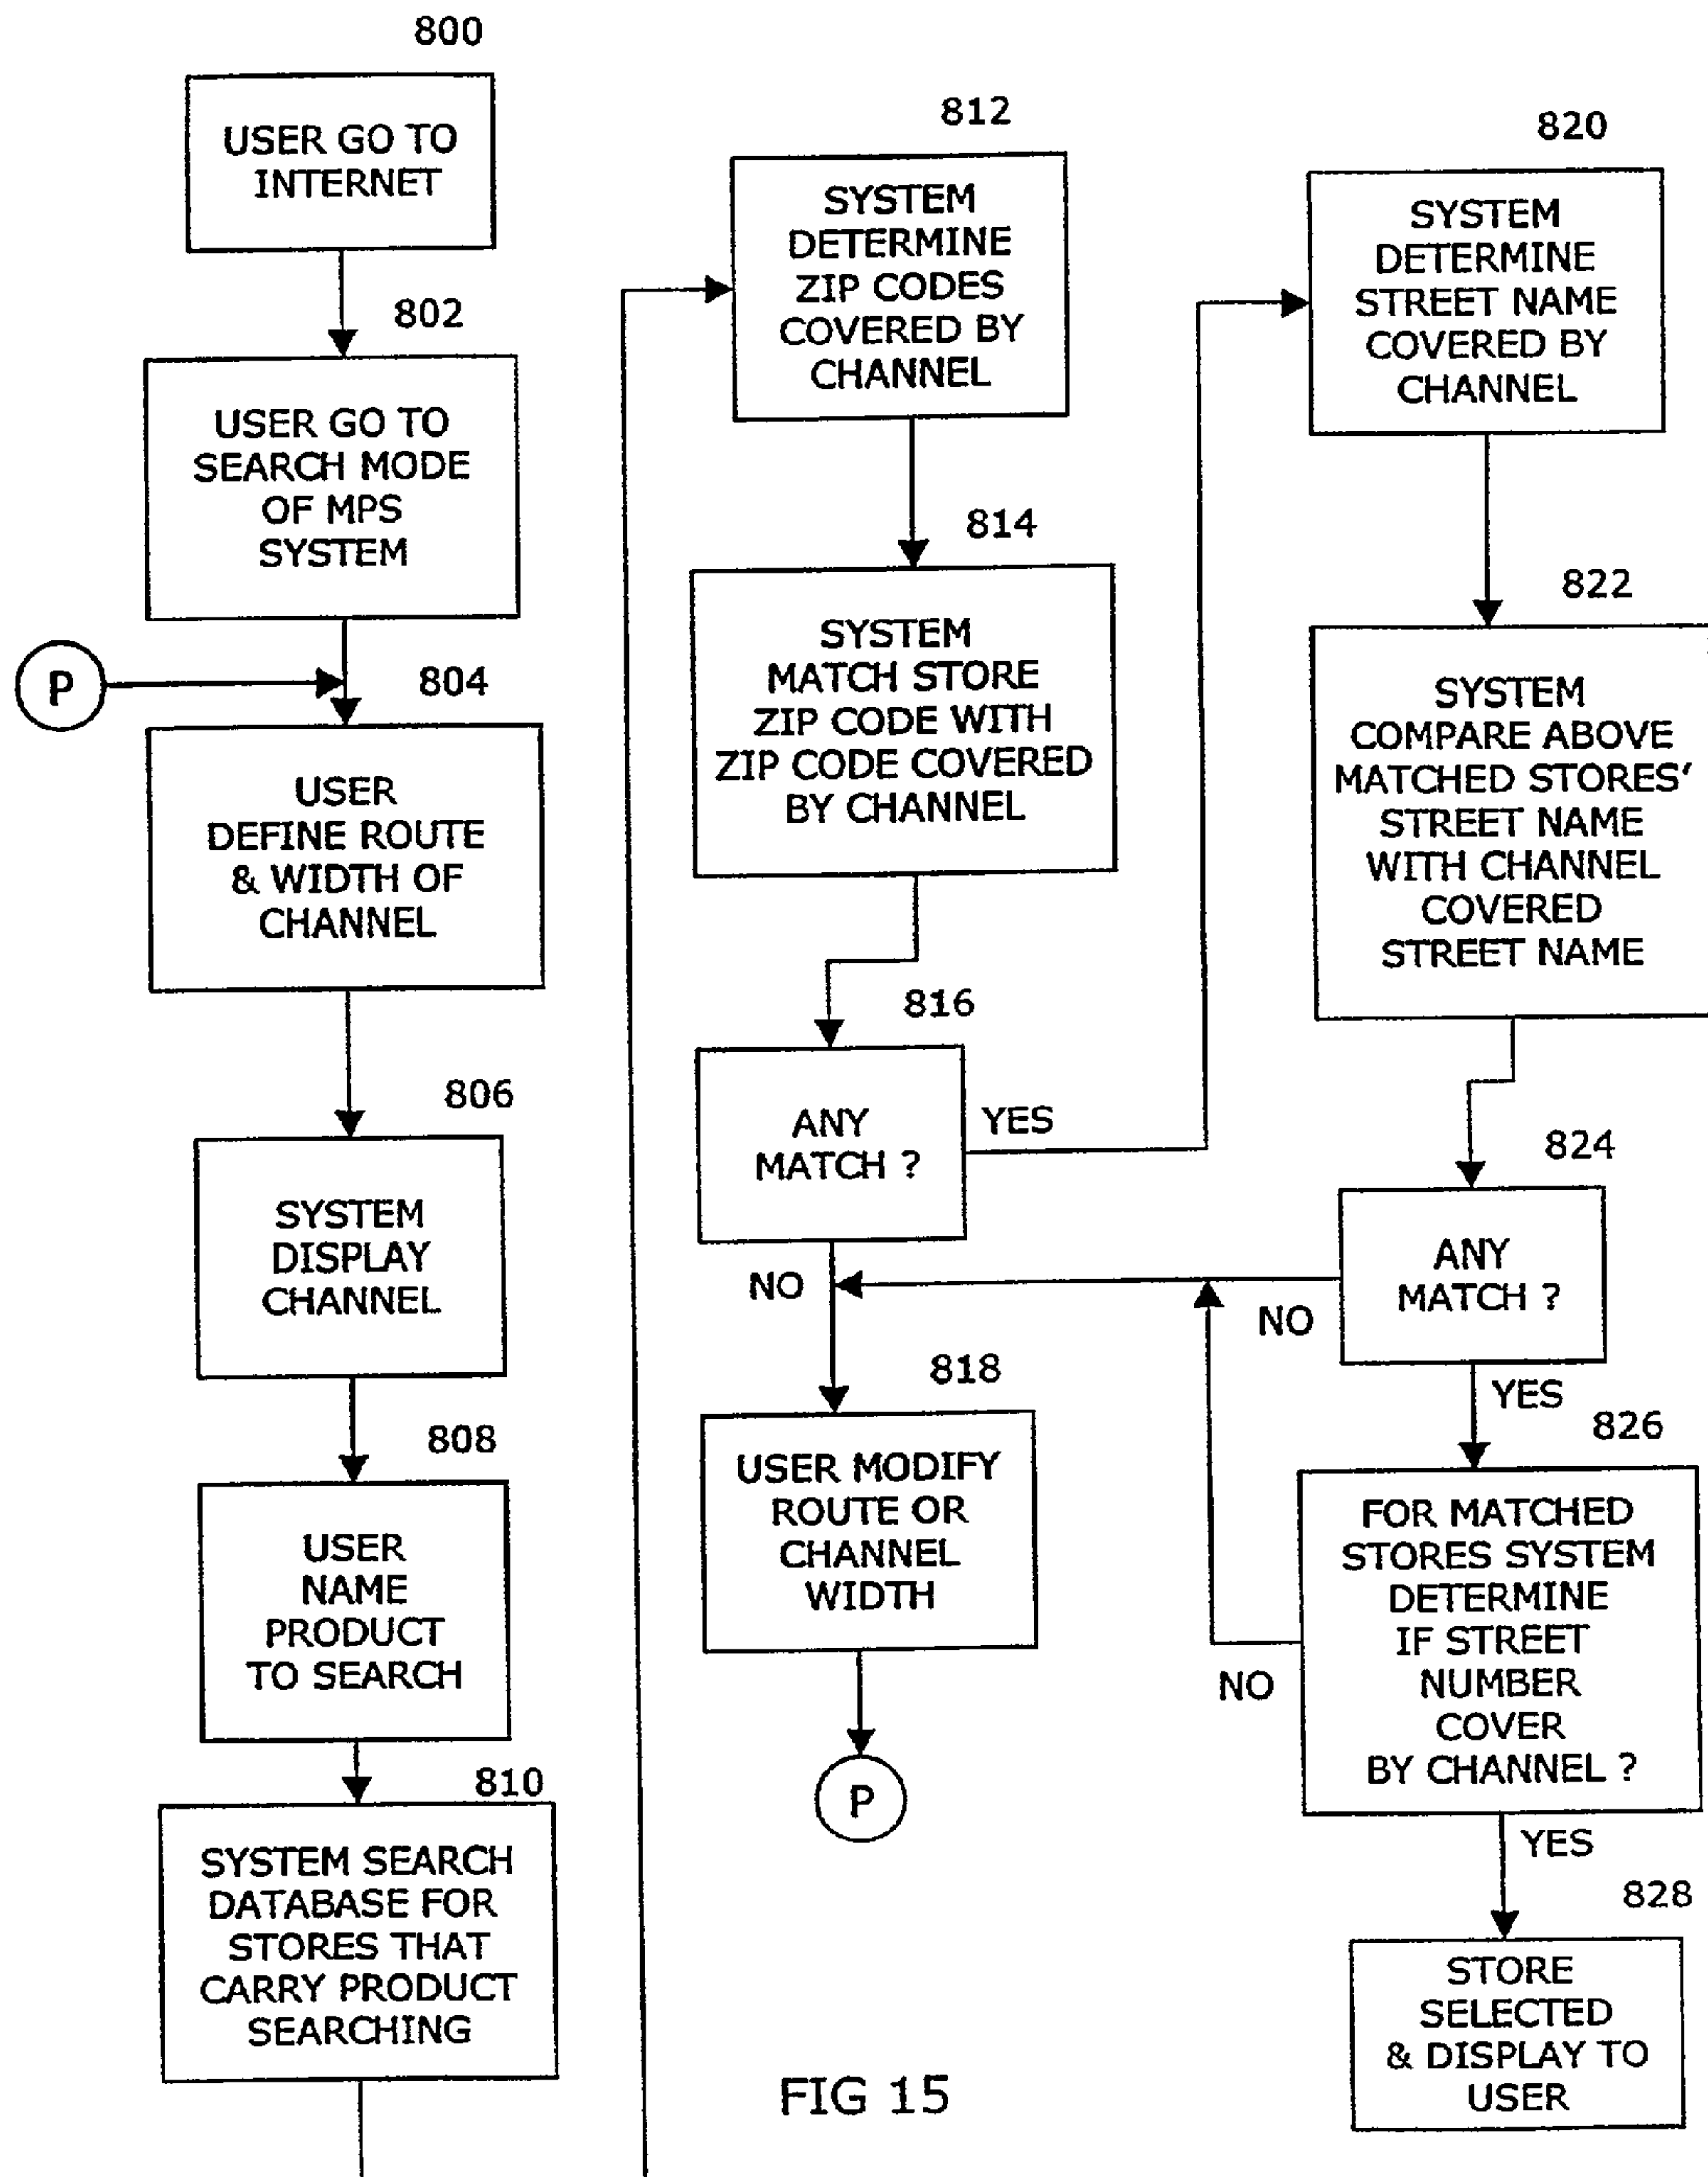 800
USER GO TO
INTERNET
802
USER GO TO
SEARCH MODE
OF MPS
SYSTEM
P
804
USER
DEFINE ROUTE
& WIDTH OF
CHANNEL
806
SYSTEM
DISPLAY
CHANNEL
808
USER
NAME
PRODUCT
TO SEARCH
810
SYSTEM SEARCH
DATABASE FOR
STORES THAT
CARRY PRODUCT
SEARCHING
812
SYSTEM
DETERMINE
ZIP CODES
COVERED BY
CHANNEL
814
SYSTEM
MATCH STORE
ZIP CODE WITH
ZIP CODE COVERED
BY CHANNEL
816
ANY
MATCH ?
YES
NO
818
USER MODIFY
ROUTE OR
CHANNEL
WIDTH
P
820
SYSTEM
DETERMINE
STREET NAME
COVERED BY
CHANNEL
822
SYSTEM
COMPARE ABOVE
MATCHED STORES'
STREET NAME
WITH CHANNEL
COVERED
STREET NAME
824
ANY
MATCH ?
NO
YES
826
FOR MATCHED
STORES SYSTEM
DETERMINE
IF STREET
NUMBER
COVER
BY CHANNEL ?
NO
YES
828
STORE
SELECTED
& DISPLAY TO
USER
FIG 15